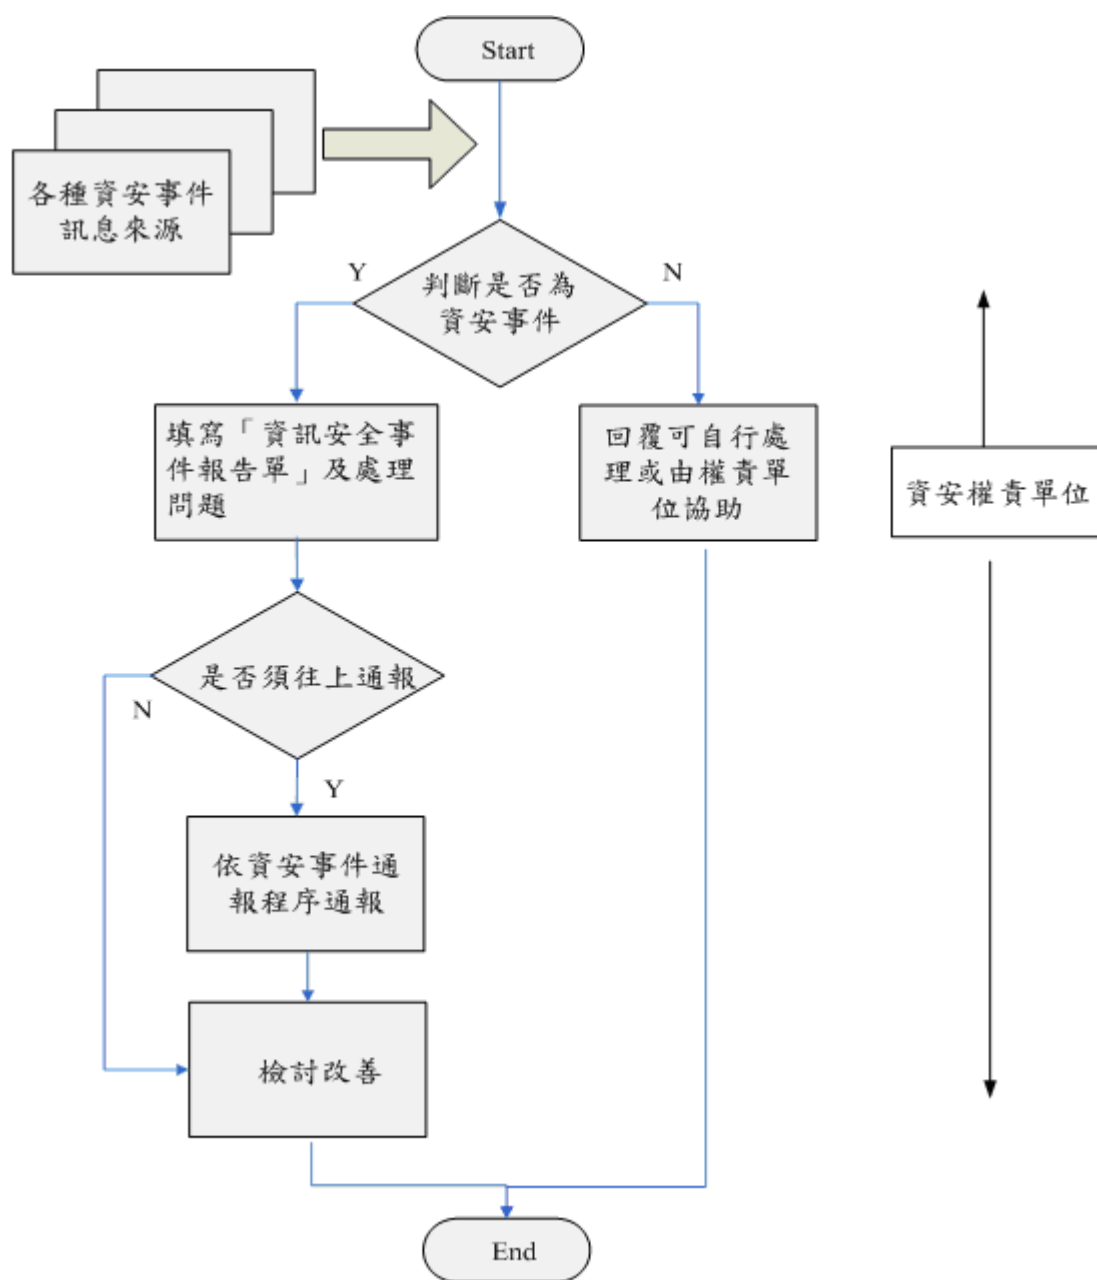 Start
各種資安事件
訊息來源
Y
N
判斷是否為
資安事件
填寫「資訊安全事
件報告單」及處理
問題
回覆可自行處
理或由權責單
位協助
資安權責單位
是否須往上通報
N
Y
依資安事件通
報程序通報
檢討改善
End